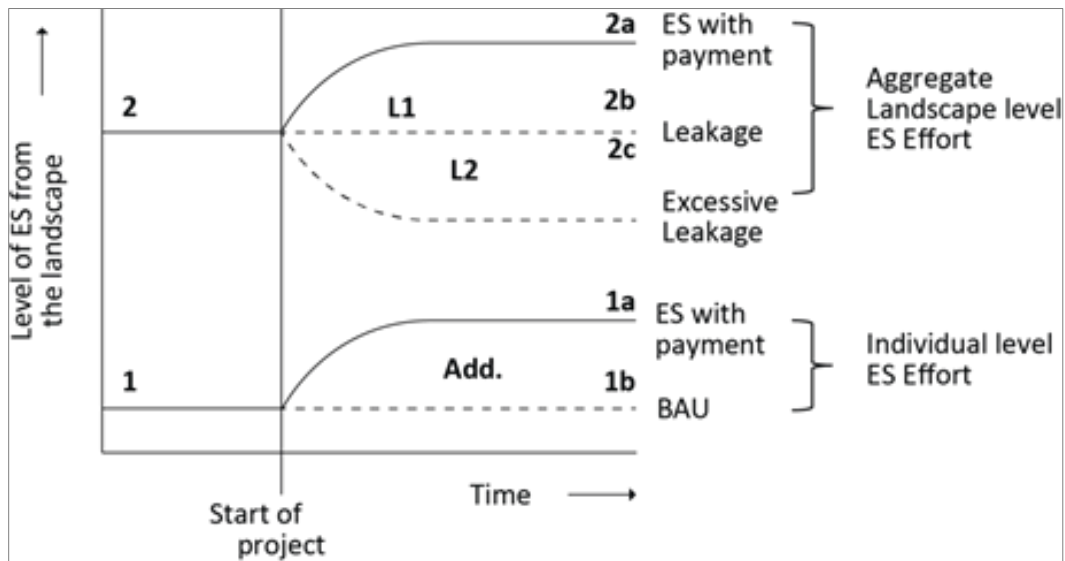 Level of ES from
the landscape
2
2a
ES with
payment
L1
2b
Leakage
2c
L2
Excessive
Leakage
Aggregate
Landscape level
ES Effort
1
1a
ES with
payment
Add.
1b
BAU
Individual level
ES Effort
Time
Start of
project